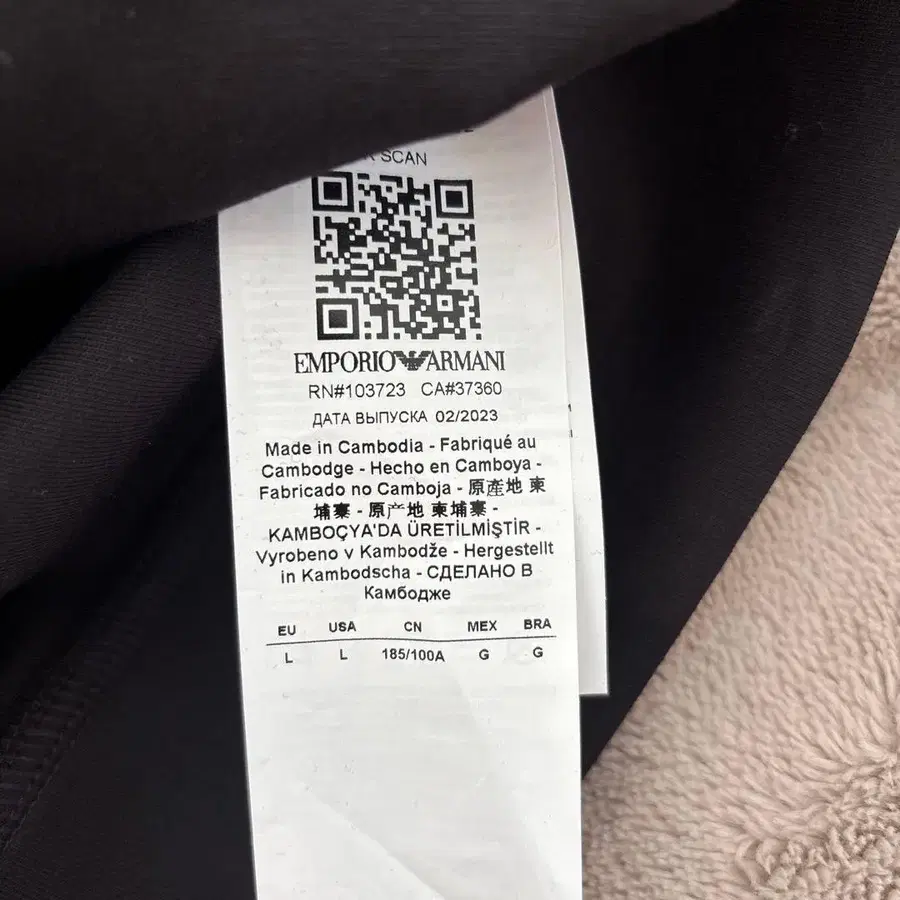 SCAN
EMPORIO ARMANI
RN#103723 CA#37360
ДАТА ВЫПУСКА 02/2023
Made in Cambodia - Fabriqué au
Cambodge - Hecho en Camboya -
Fabricado no Camboja - 原產地 柬
埔寨 - 原产地 柬埔寨 -
KAMBOÇYA'DA ÜRETİLMİŞTİR -
Vyrobeno v Kambodže - Hergestellt
in Kambodscha - СДЕЛАНО В
Камбодже
EU USA CN MEX BRA
L L 185/100A G G